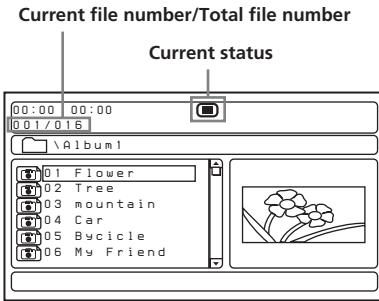 Current file number/Total file number
Current status
00:00 00:00
001/016
\Album1
01 Flower
02 Tree
03 mountain
04 Car
05 Bycicle
06 My Friend